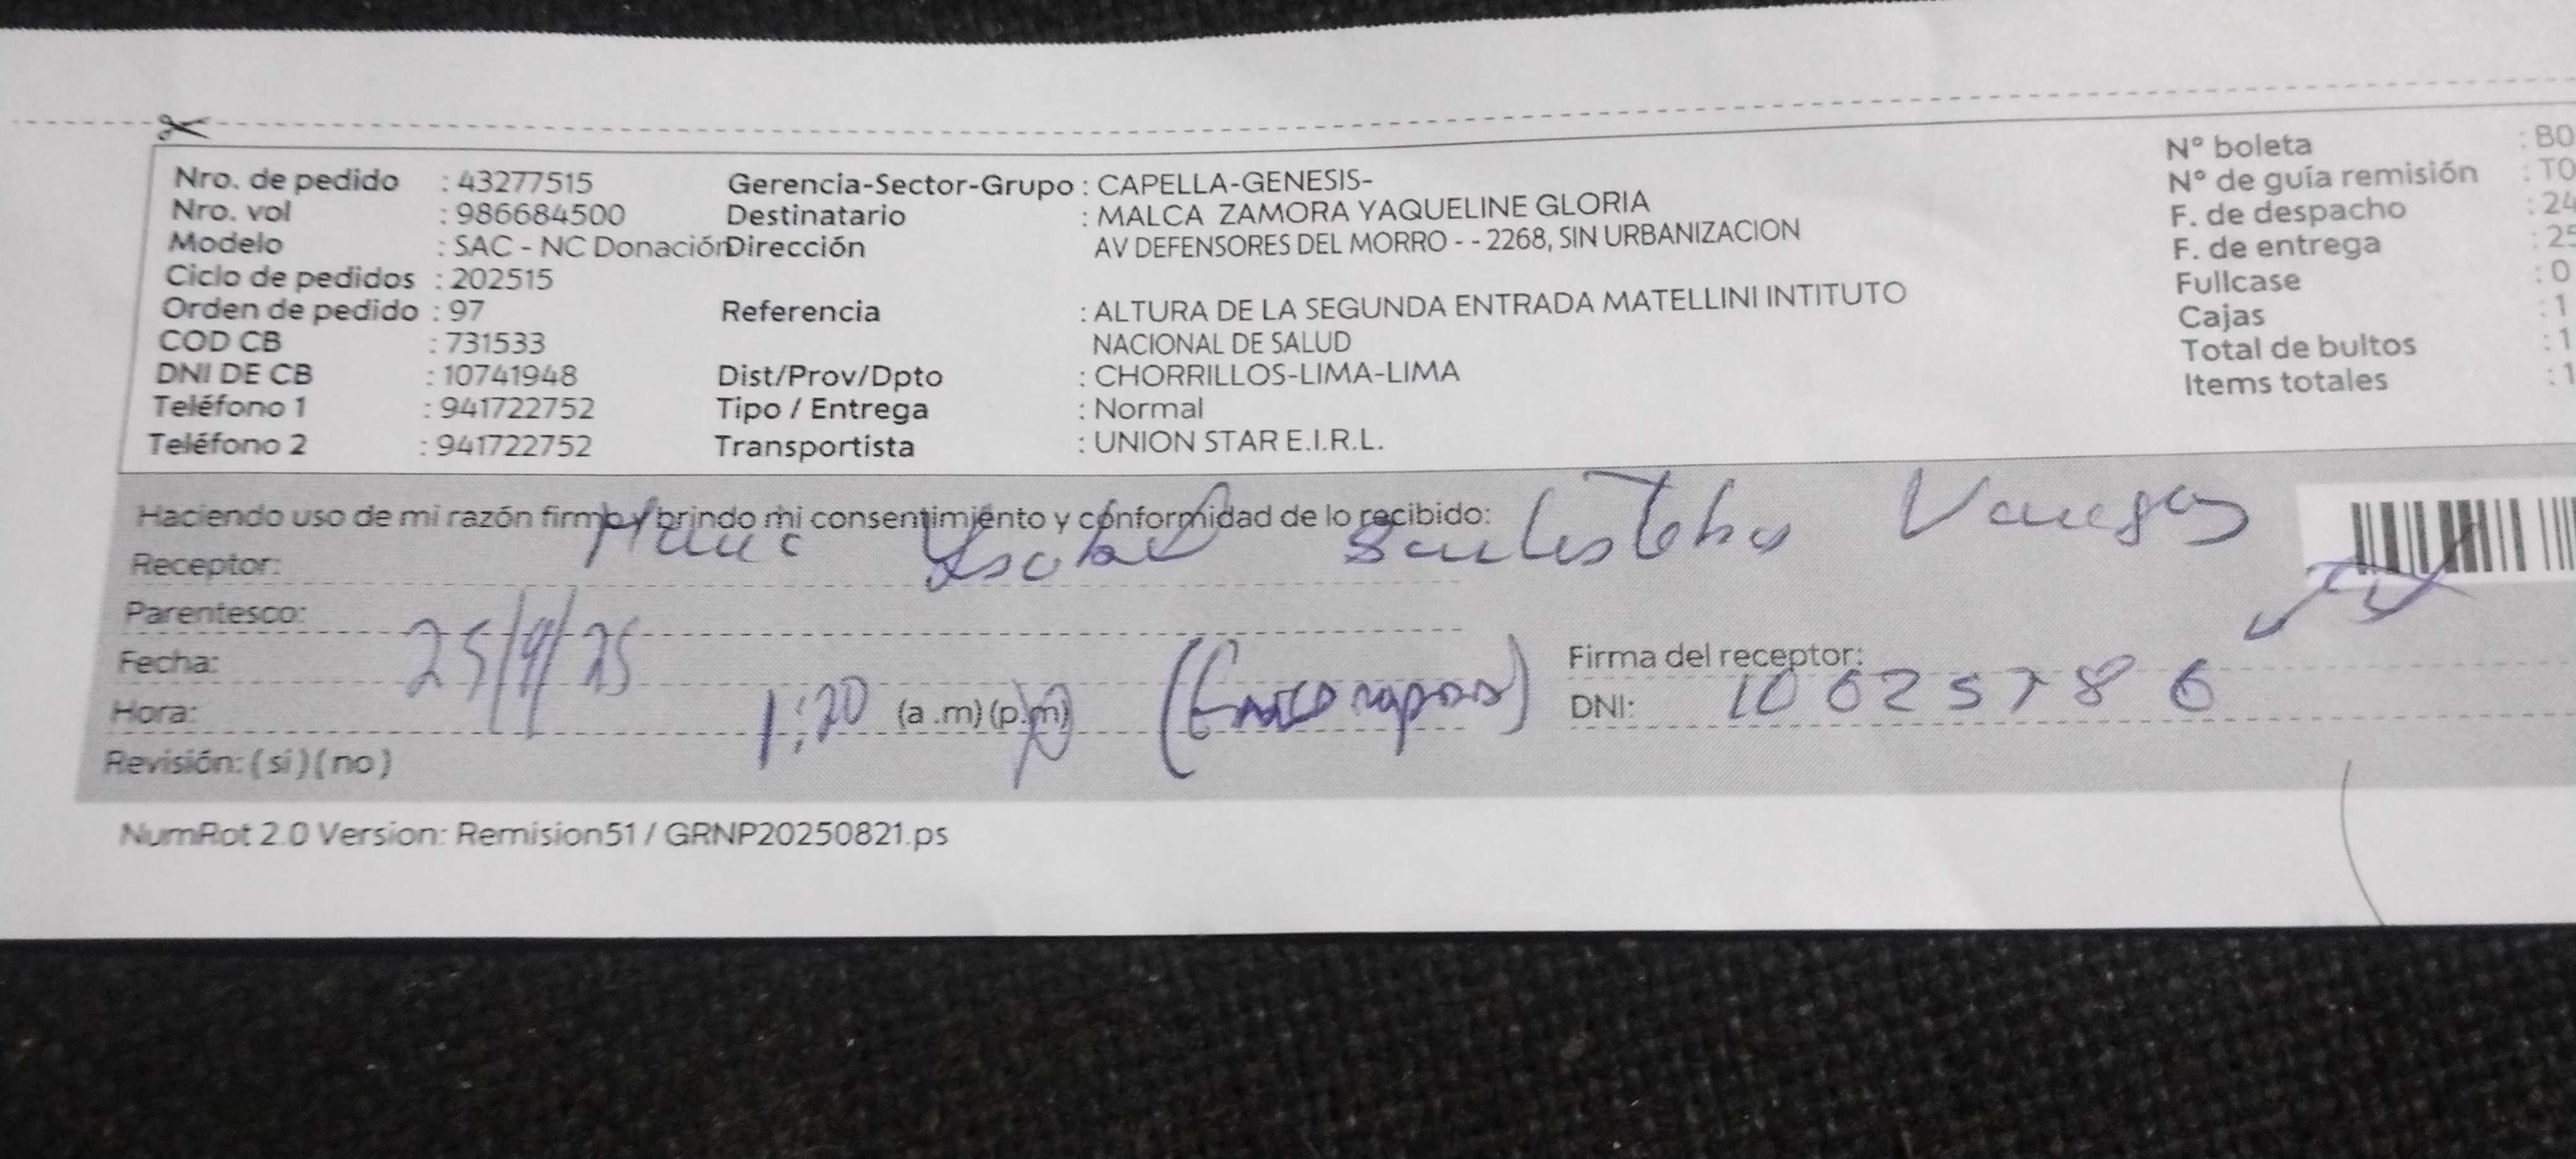 Nro. de pedido : 43277515
Nro. vol : 986684500
Modelo : SAC - NC Donación
Ciclo de pedidos : 202515
Orden de pedido : 97
COD CB : 731533
DNI DE CB : 10741948
Teléfono 1 : 941722752
Teléfono 2 : 941722752
Gerencia-Sector-Grupo : CAPELLA-GENESIS-
Destinatario : MALCA ZAMORA YAQUELINE GLORIA
Dirección AV DEFENSORES DEL MORRO - - 2268, SIN URBANIZACION
Referencia : ALTURA DE LA SEGUNDA ENTRADA MATELLINI INTITUTO
NACIONAL DE SALUD
Dist/Prov/Dpto : CHORRILLOS-LIMA-LIMA
Tipo / Entrega : Normal
Transportista : UNION STAR E.I.R.L.
N° boleta : B0
N° de guía remisión : T0
F. de despacho : 24
F. de entrega : 25
Fullcase : 0
Cajas : 1
Total de bultos : 1
Items totales : 1
Haciendo uso de mi razón firmo y brindo mi consentimiento y conformidad de lo recibido:
Receptor:
Parentesco:
Fecha: 25/9/25
Hora: 1:20 (a .m) (p.m)
Revisión: ( si ) ( no )
Firma del receptor:
DNI: 10625786
NumRot 2.0 Version: Remision51 / GRNP20250821.ps